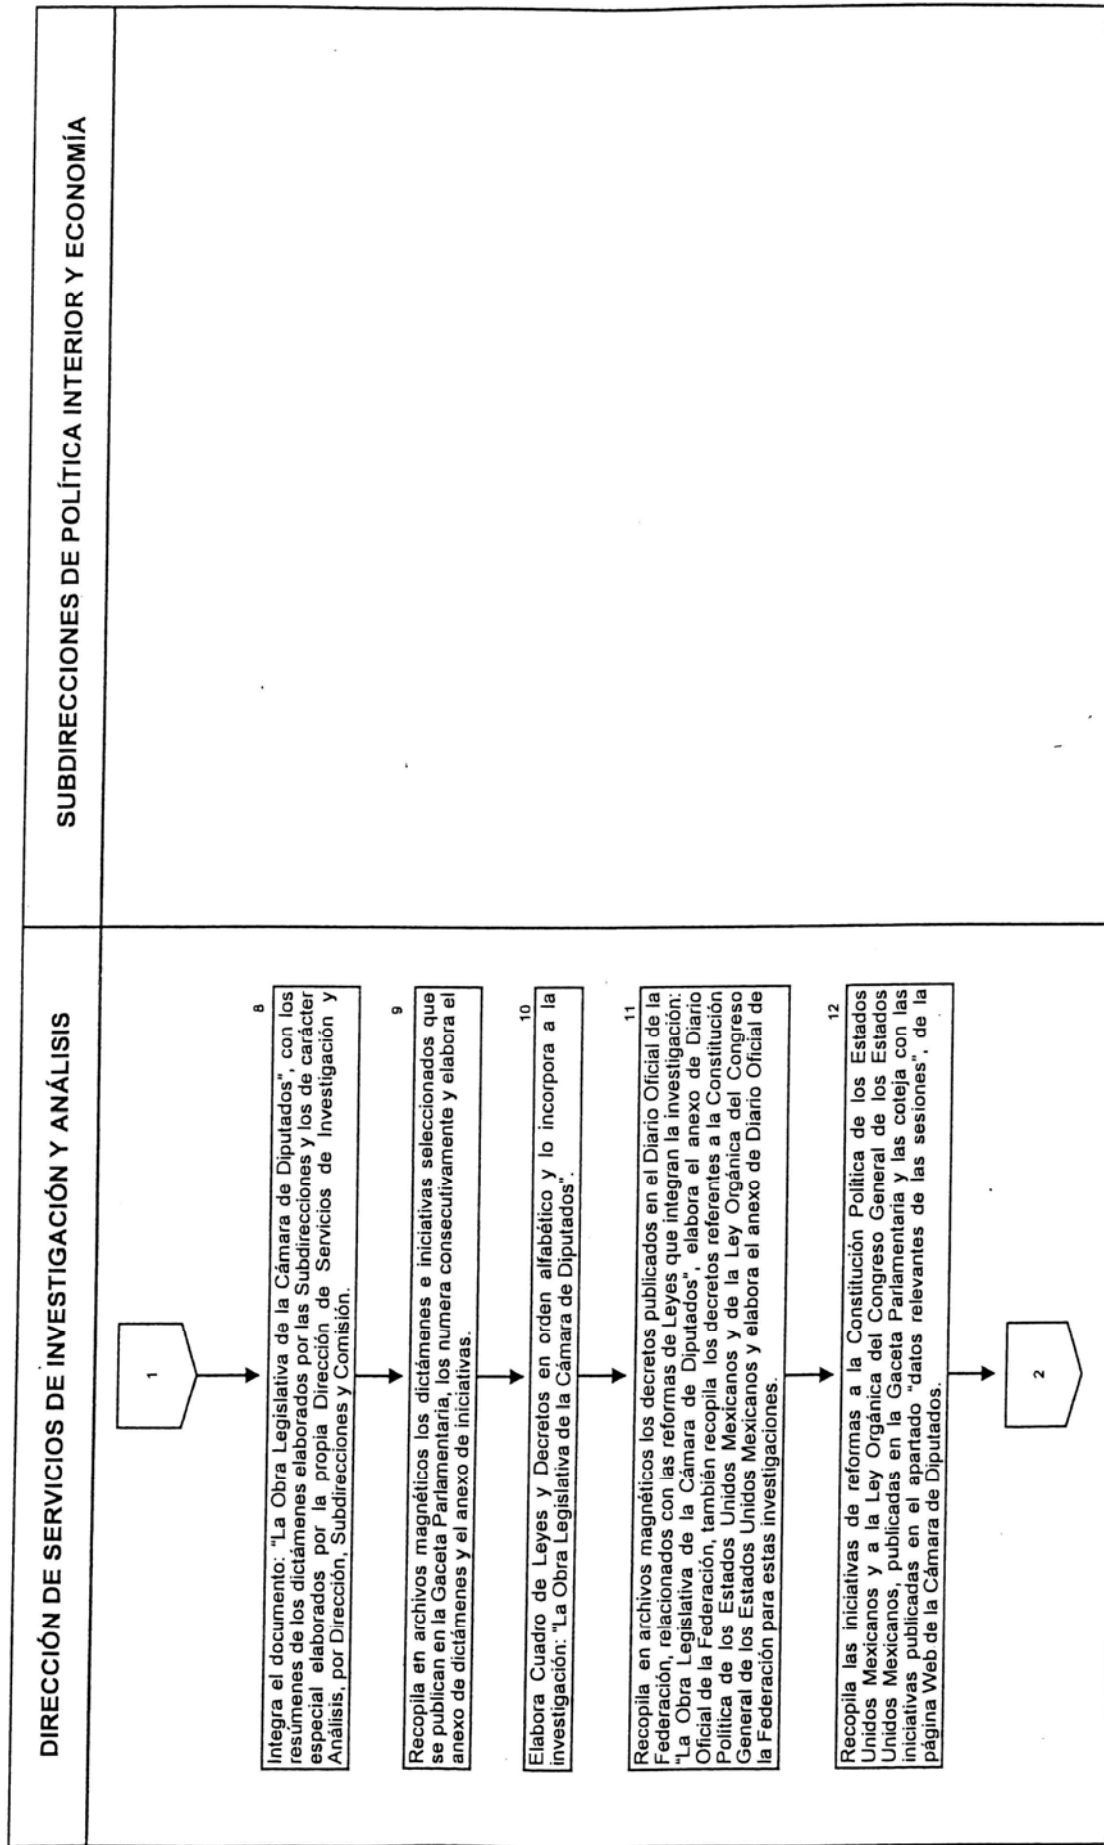 DIRECCIÓN DE SERVICIOS DE INVESTIGACIÓN Y ANÁLISIS
SUBDIRECCIONES DE POLÍTICA INTERIOR Y ECONOMÍA
1
8
Integra el documento: "La Obra Legislativa de la Cámara de Diputados", con los
resúmenes de los dictámenes elaborados por las Subdirecciones y los de carácter
especial elaborados por la propia Dirección de Servicios de Investigación y
Análisis, por Dirección, Subdirecciones y Comisión.
9
Recopila en archivos magnéticos los dictámenes e iniciativas seleccionados que
se publican en la Gaceta Parlamentaria, los numera consecutivamente y elabora el
anexo de dictámenes y el anexo de iniciativas.
10
Elabora Cuadro de Leyes y Decretos en orden alfabético y lo incorpora a la
investigación: "La Obra Legislativa de la Cámara de Diputados".
11
Recopila en archivos magnéticos los decretos publicados en el Diario Oficial de la
Federación, relacionados con las reformas de Leyes que integran la investigación:
"La Obra Legislativa de la Cámara de Diputados", elabora el anexo de Diario
Oficial de la Federación, también recopila los decretos referentes a la Constitución
Política de los Estados Unidos Mexicanos y de la Ley Orgánica del Congreso
General de los Estados Unidos Mexicanos y elabora el anexo de Diario Oficial de
la Federación para estas investigaciones.
12
Recopila las iniciativas de reformas a la Constitución Política de los Estados
Unidos Mexicanos y a la Ley Orgánica del Congreso General de los Estados
Unidos Mexicanos, publicadas en la Gaceta Parlamentaria y las coteja con las
iniciativas publicadas en el apartado "datos relevantes de las sesiones", de la
página Web de la Cámara de Diputados.
2